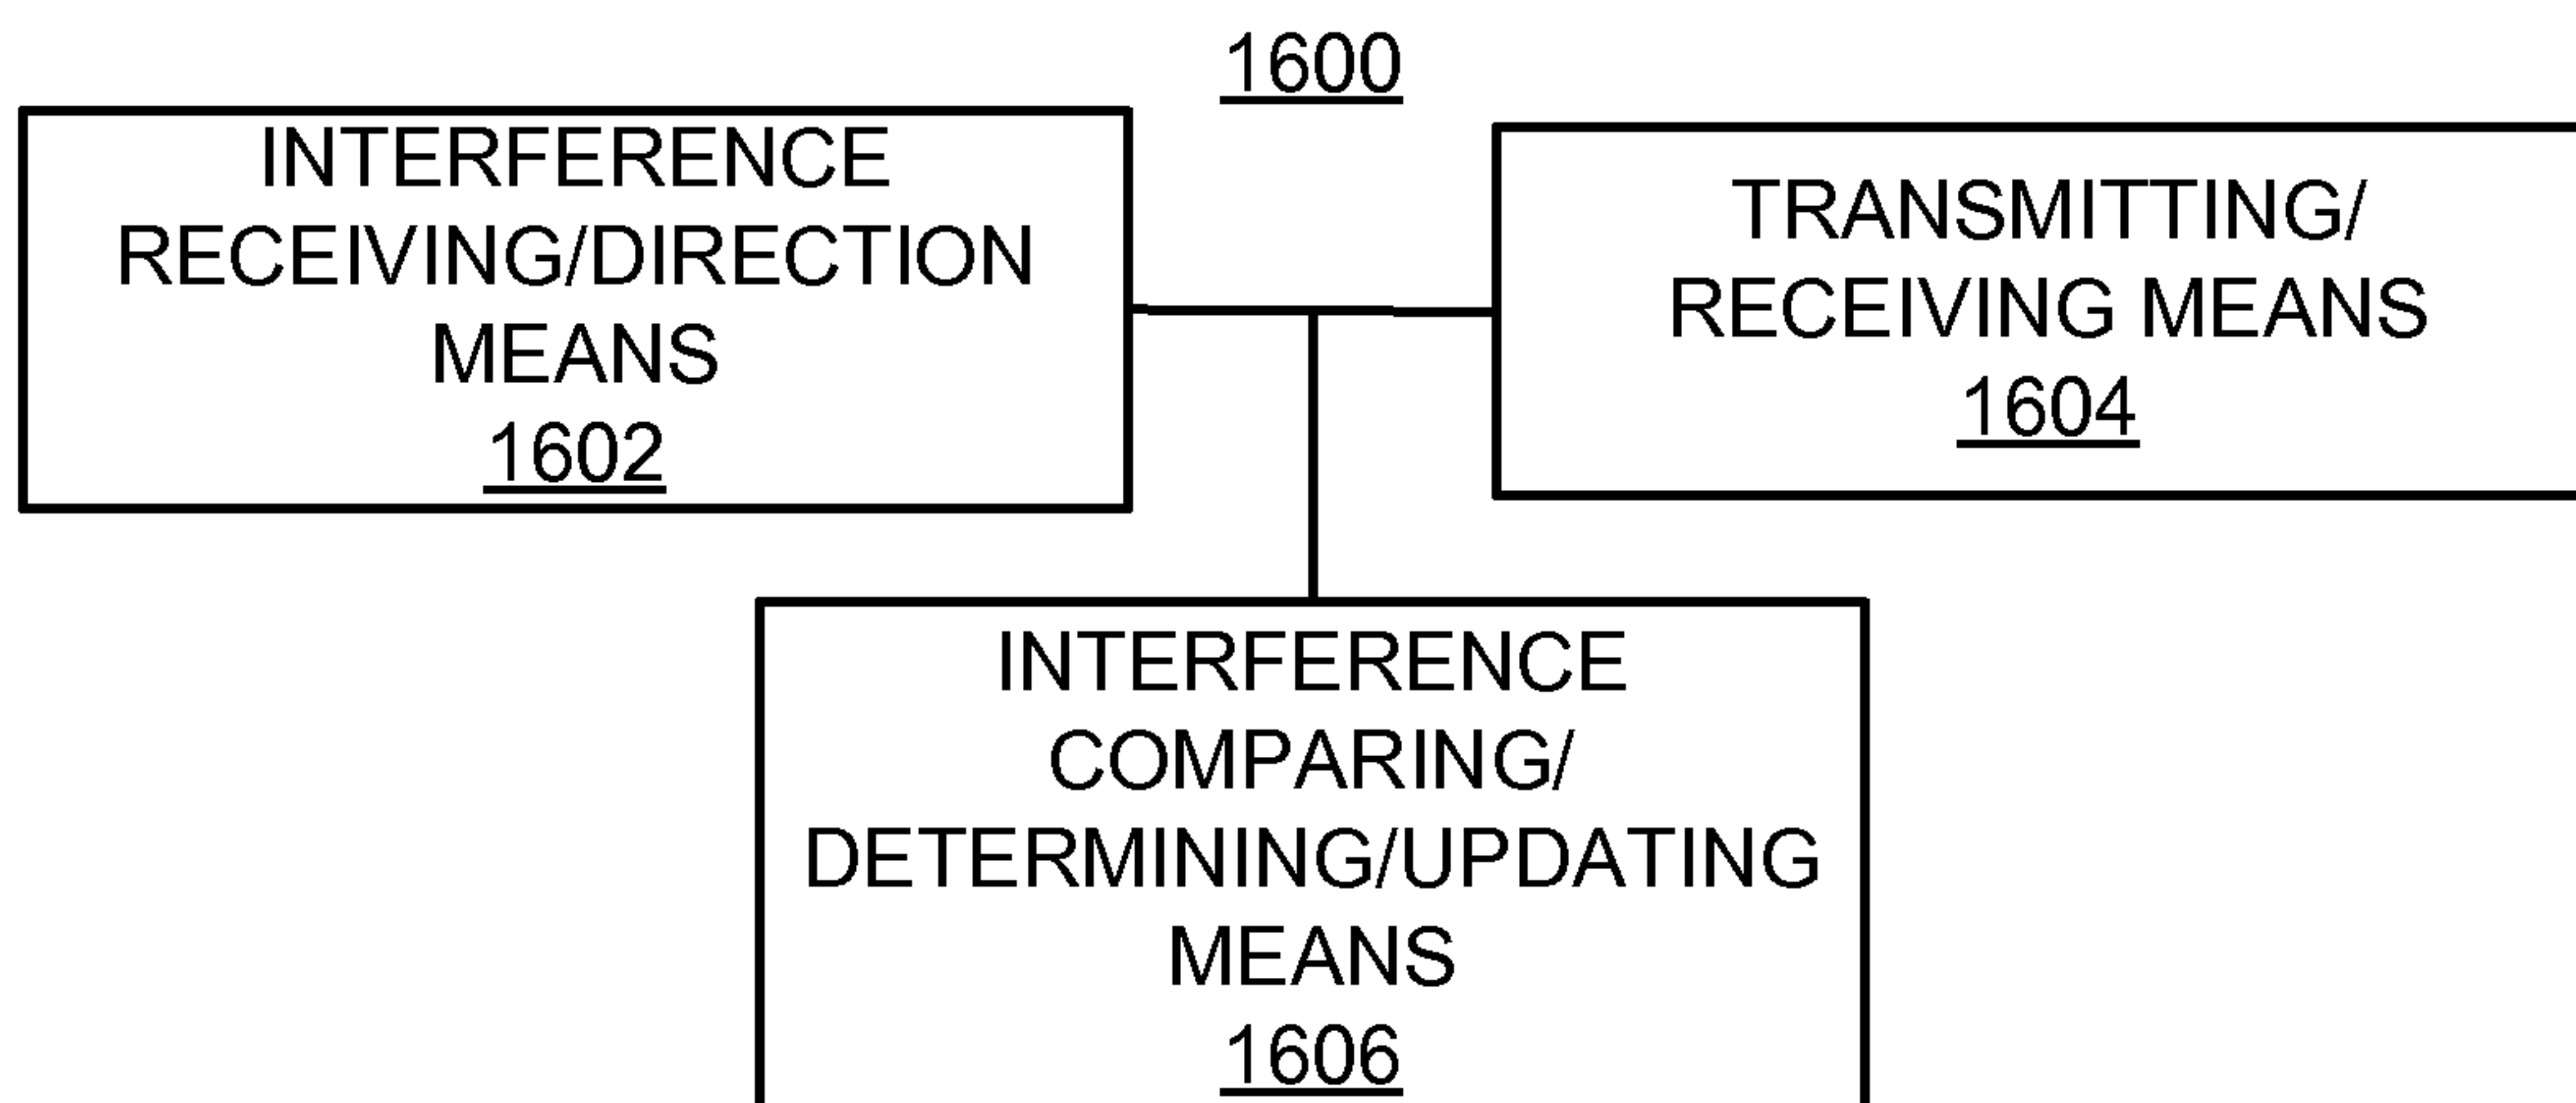 1600
INTERFERENCE
RECEIVING/DIRECTION
MEANS
1602
TRANSMITTING/
RECEIVING MEANS
1604
INTERFERENCE
COMPARING/
DETERMINING/UPDATING
MEANS
1606